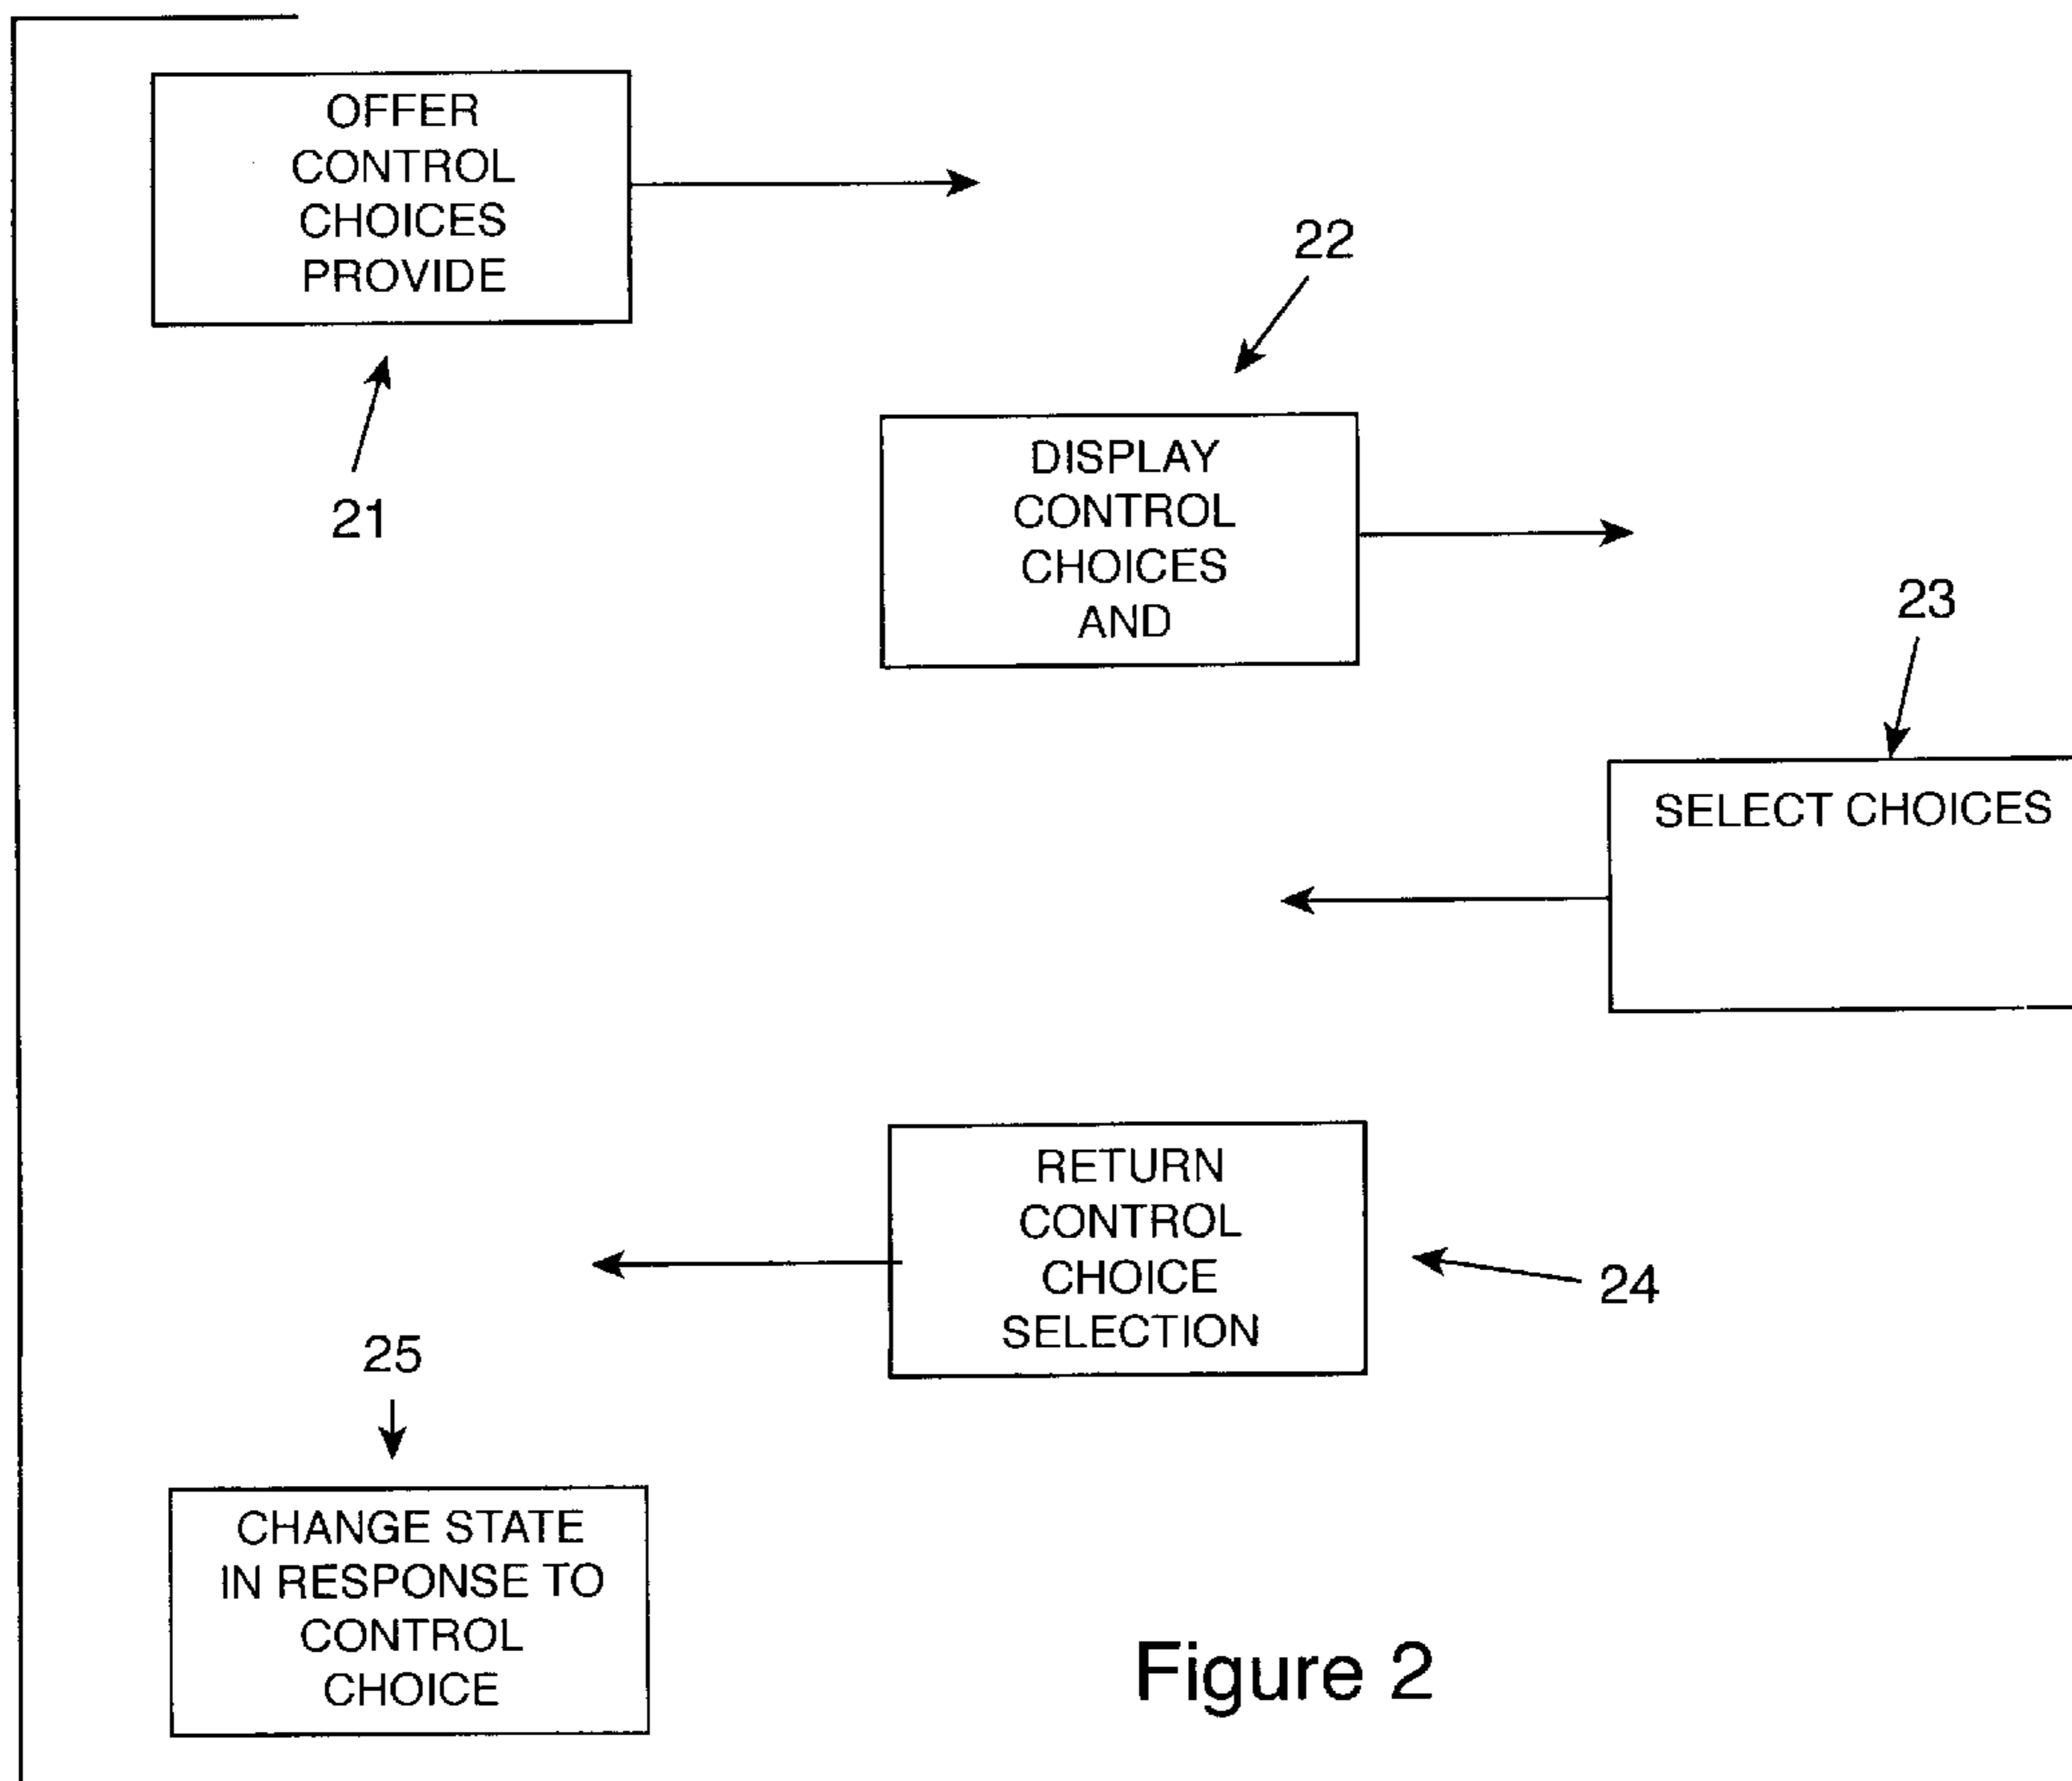 OFFER
CONTROL
CHOICES
PROVIDE
21
22
DISPLAY
CONTROL
CHOICES
AND
23
SELECT CHOICES
RETURN
CONTROL
CHOICE
SELECTION
24
25
CHANGE STATE
IN RESPONSE TO
CONTROL
CHOICE
Figure 2